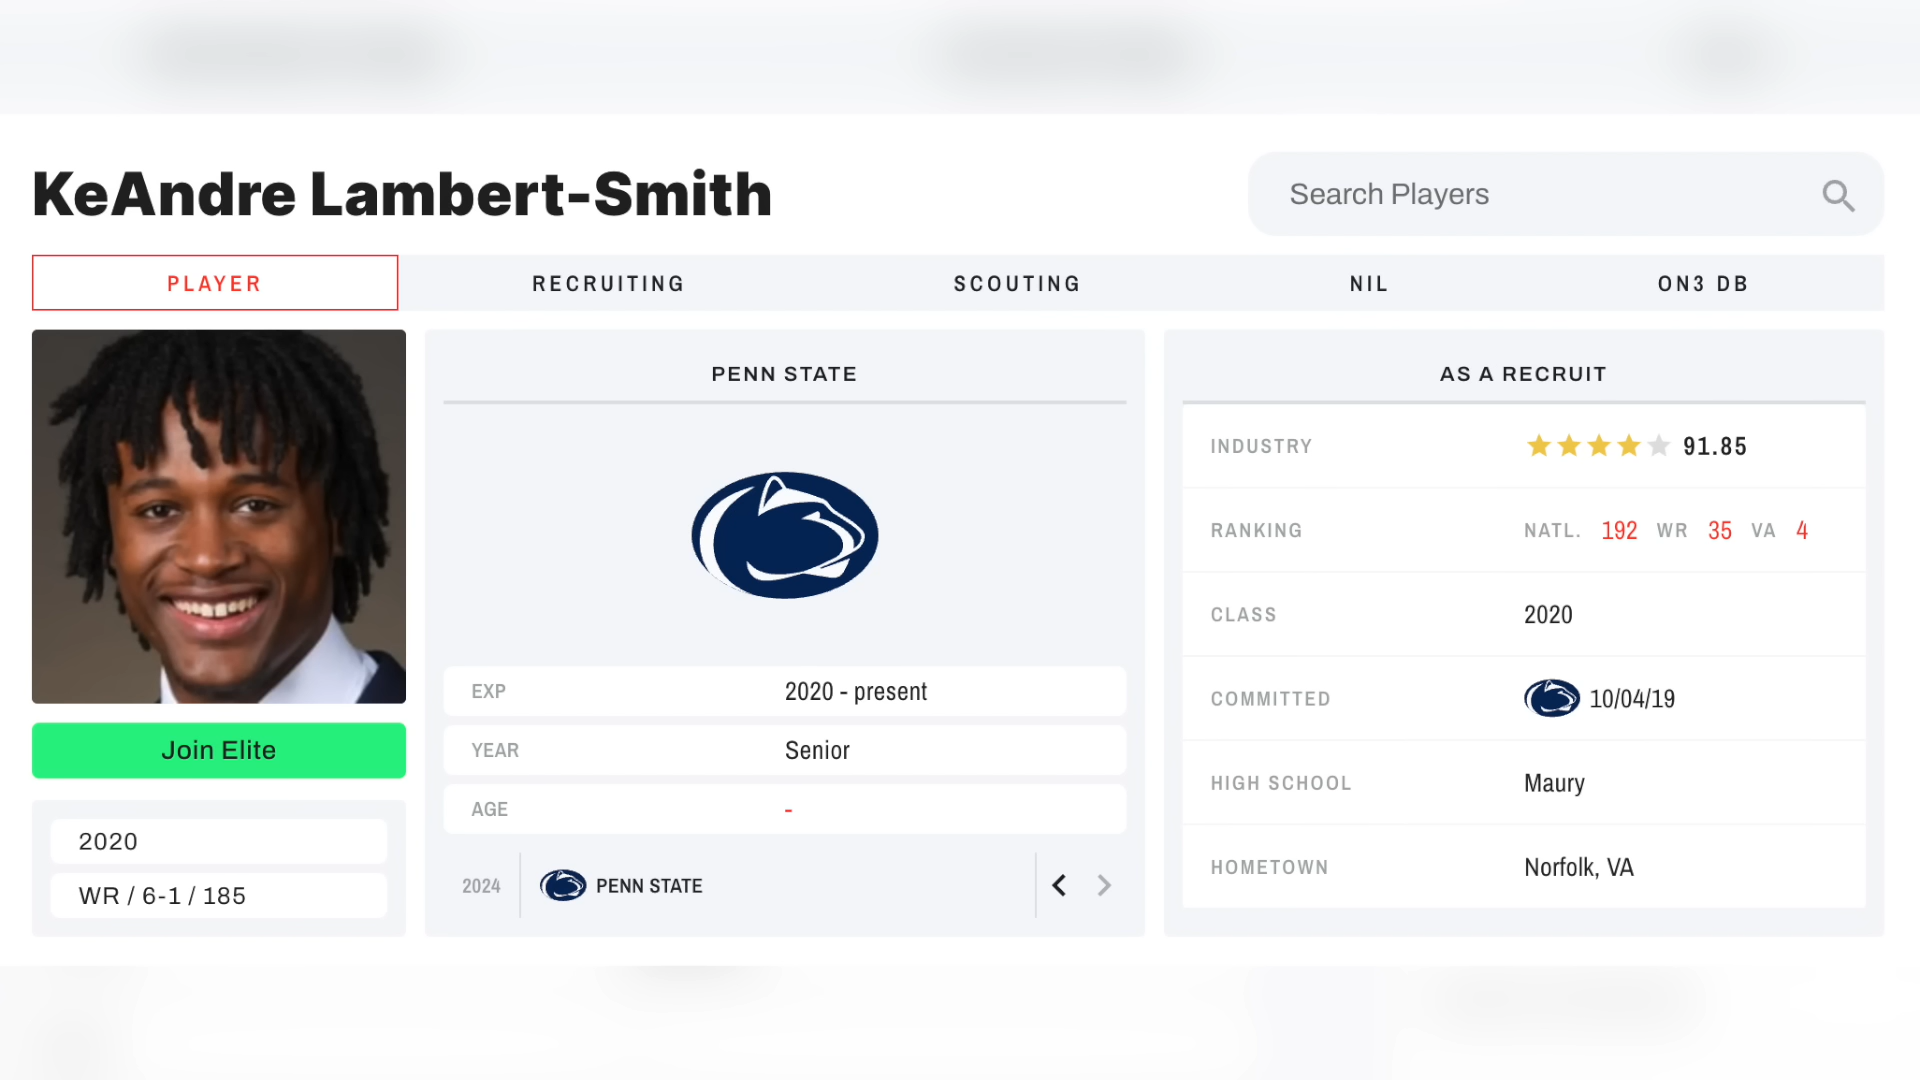 KeAndre Lambert-Smith
Search Players
PLAYER RECRUITING SCOUTING NIL ON3 DB
Join Elite
2020
WR / 6-1 / 185
PENN STATE
EXP 2020 - present
YEAR Senior
AGE -
2024 PENN STATE
AS A RECRUIT
INDUSTRY 91.85
RANKING NATL. 192 WR 35 VA 4
CLASS 2020
COMMITTED 10/04/19
HIGH SCHOOL Maury
HOMETOWN Norfolk, VA